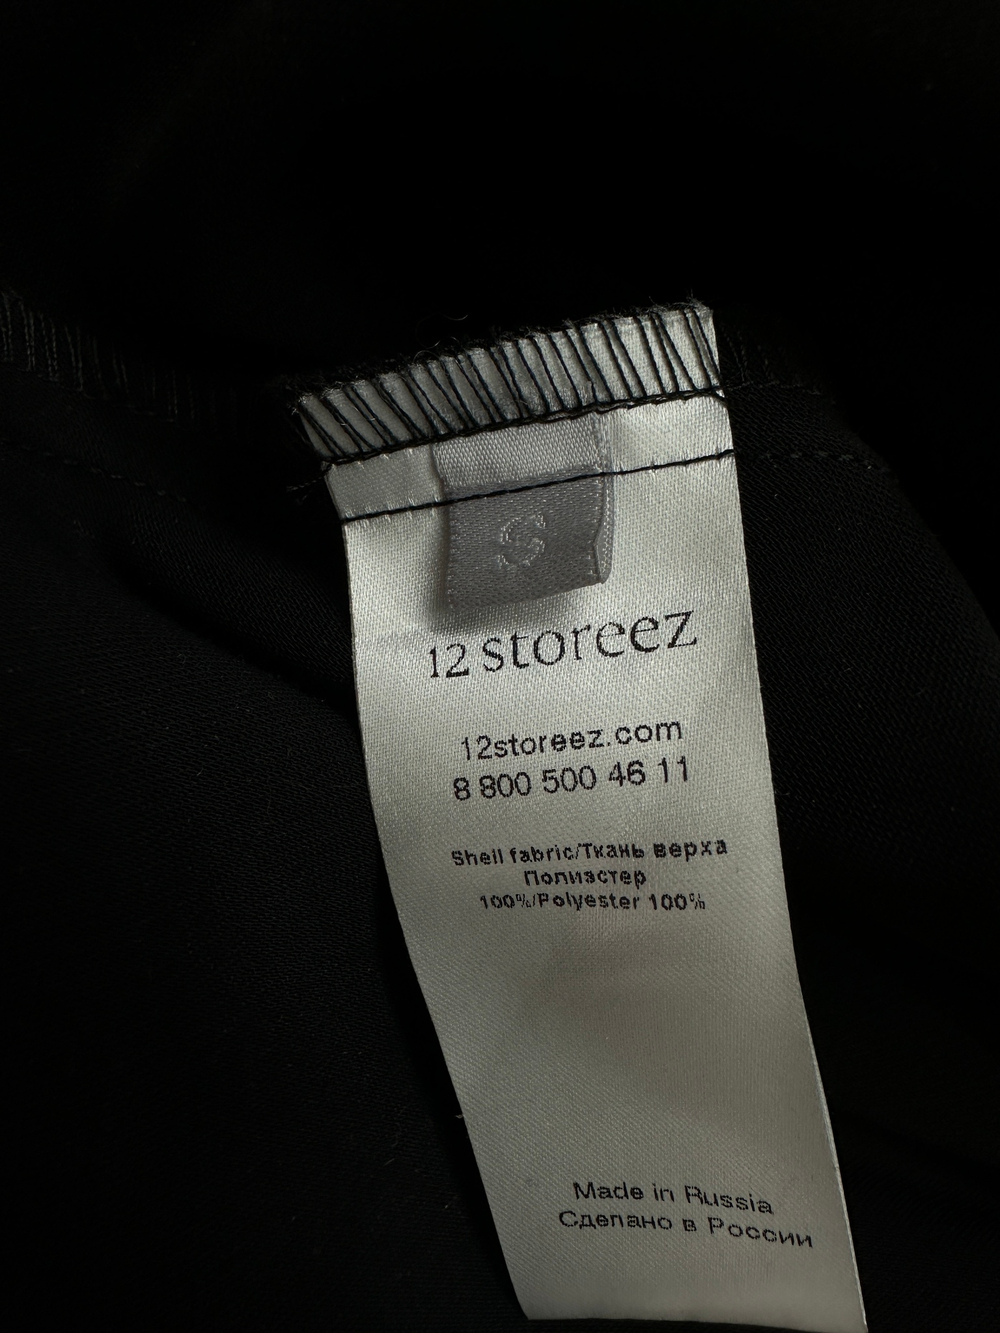 S
12 storeez
12storeez.com
8 800 500 46 11
Shell fabric/Ткань верха
Полиэстер
100%/Polyester 100%
Made in Russia
Сделано в России